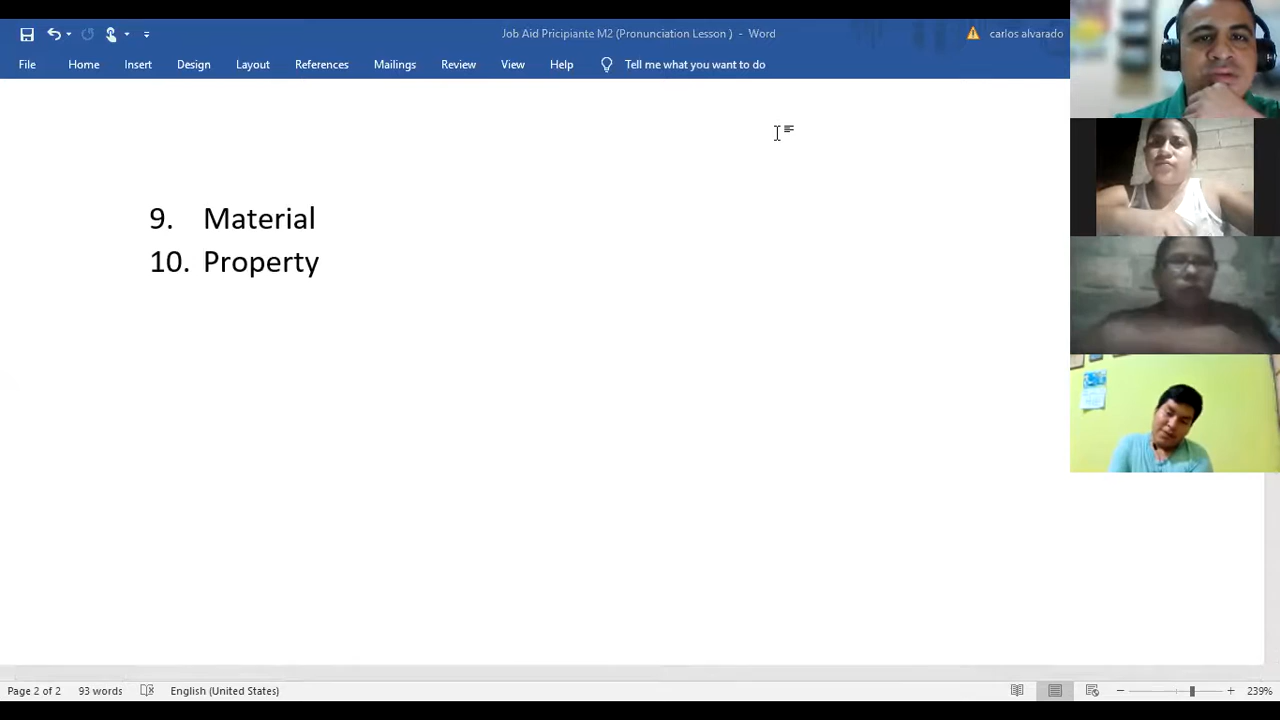 Job Aid Pricipiante M2 (Pronunciation Lesson ) - Word
carlos alvarado
File Home Insert Design Layout References Mailings Review View Help Tell me what you want to do
9. Material
10. Property
Page 2 of 2 93 words English (United States) 239%